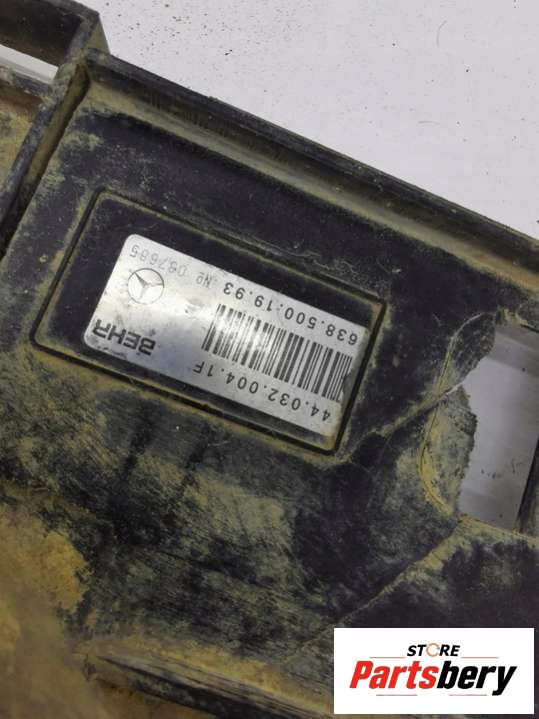 638.500.19.93
No 087685
44.032.004.1F
BEHR
STORE
Partsbery